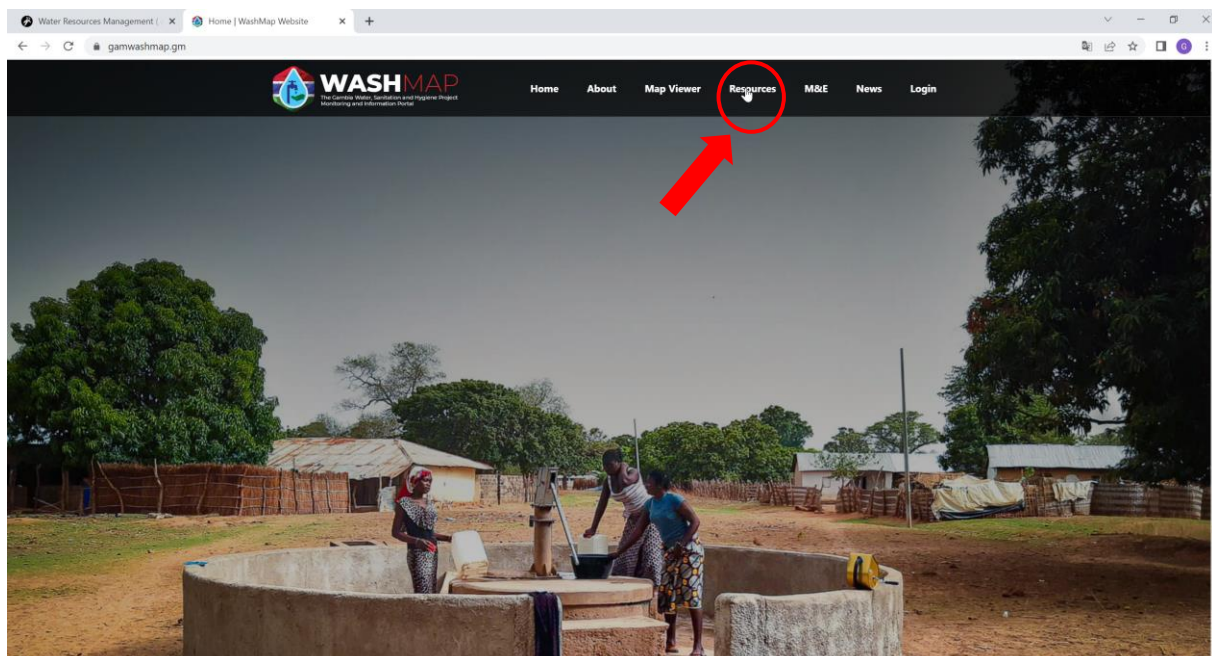 Water Resources Management (
Home | WashMap Website
gamwashmap.gm
G
WASHMAP
The Gambia Water, Sanitation and Hygiene Project
Monitoring and Information Portal
Home About Map Viewer Resources M&E News Login